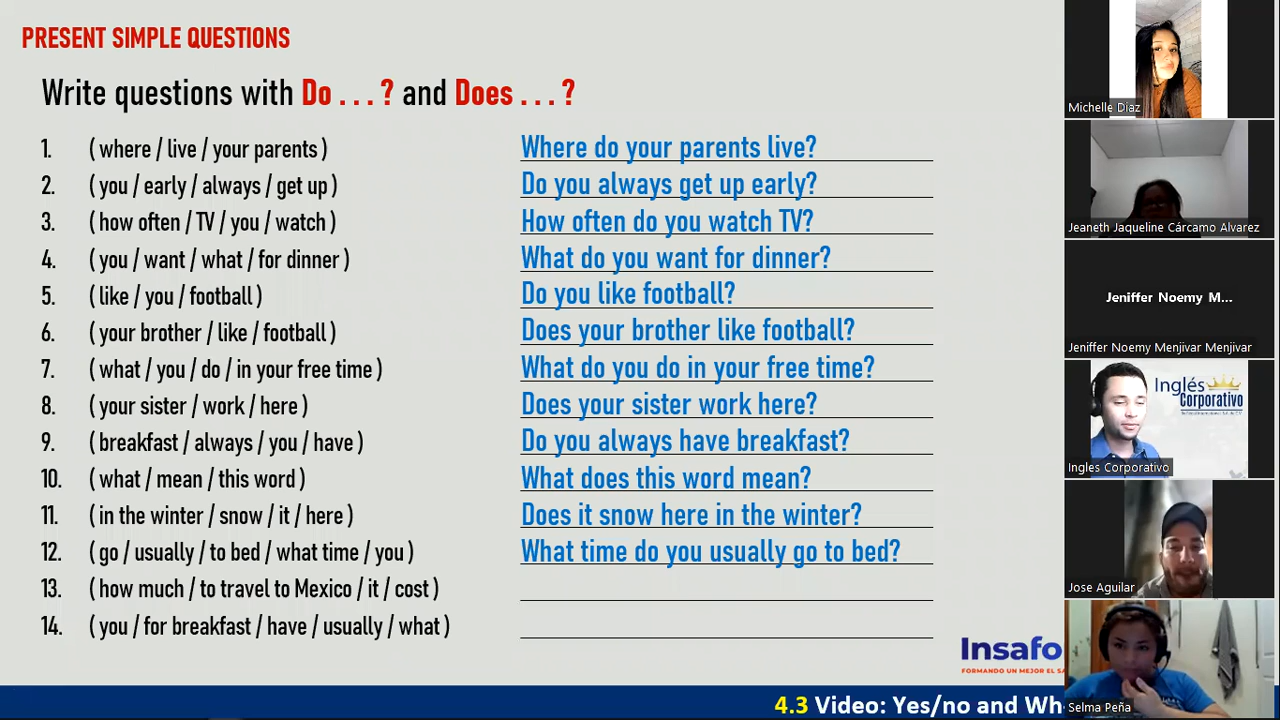 PRESENT SIMPLE QUESTIONS
Write questions with Do . . . ? and Does . . . ?
1. ( where / live / your parents ) Where do your parents live?
2. ( you / early / always / get up ) Do you always get up early?
3. ( how often / TV / you / watch ) How often do you watch TV?
4. ( you / want / what / for dinner ) What do you want for dinner?
5. ( like / you / football ) Do you like football?
6. ( your brother / like / football ) Does your brother like football?
7. ( what / you / do / in your free time ) What do you do in your free time?
8. ( your sister / work / here ) Does your sister work here?
9. ( breakfast / always / you / have ) Do you always have breakfast?
10. ( what / mean / this word ) What does this word mean?
11. ( in the winter / snow / it / here ) Does it snow here in the winter?
12. ( go / usually / to bed / what time / you ) What time do you usually go to bed?
13. ( how much / to travel to Mexico / it / cost )
14. ( you / for breakfast / have / usually / what )
Insafo
FORMANDO UN MEJOR EL SA
4.3 Video: Yes/no and Wh
Michelle Diaz
Jeaneth Jaqueline Cárcamo Alvarez
Jeniffer Noemy M...
Jeniffer Noemy Menjivar Menjivar
Inglés
Corporativo
Ingles Corporativo
Jose Aguilar
Selma Peña